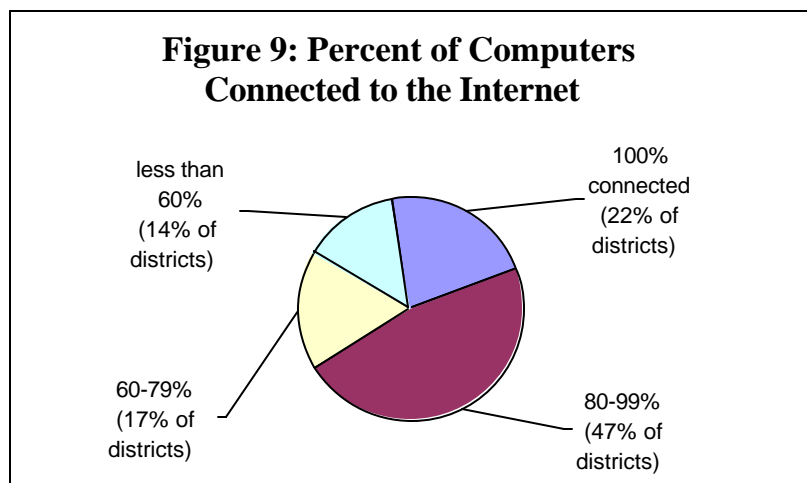 Figure 9: Percent of Computers
Connected to the Internet
less than
60%
(14% of
districts)
100%
connected
(22% of
districts)
60-79%
(17% of
districts)
80-99%
(47% of
districts)